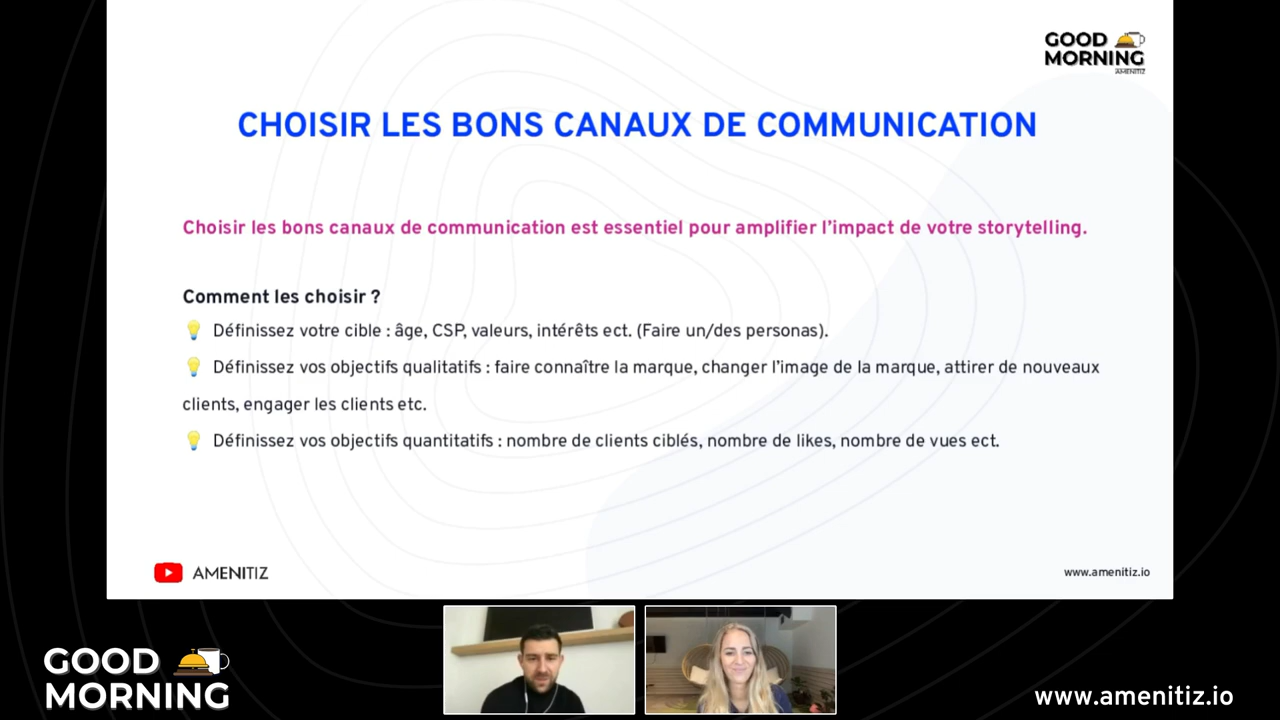 GOOD
MORNING
AMENITIZ
CHOISIR LES BONS CANAUX DE COMMUNICATION
Choisir les bons canaux de communication est essentiel pour amplifier l'impact de votre storytelling.
Comment les choisir ?
Définissez votre cible : âge, CSP, valeurs, intérêts ect. (Faire un/des personas).
Définissez vos objectifs qualitatifs : faire connaître la marque, changer l'image de la marque, attirer de nouveaux
clients, engager les clients etc.
Définissez vos objectifs quantitatifs : nombre de clients ciblés, nombre de likes, nombre de vues ect.
AMENITIZ
www.amenitiz.io
GOOD
MORNING
www.amenitiz.io